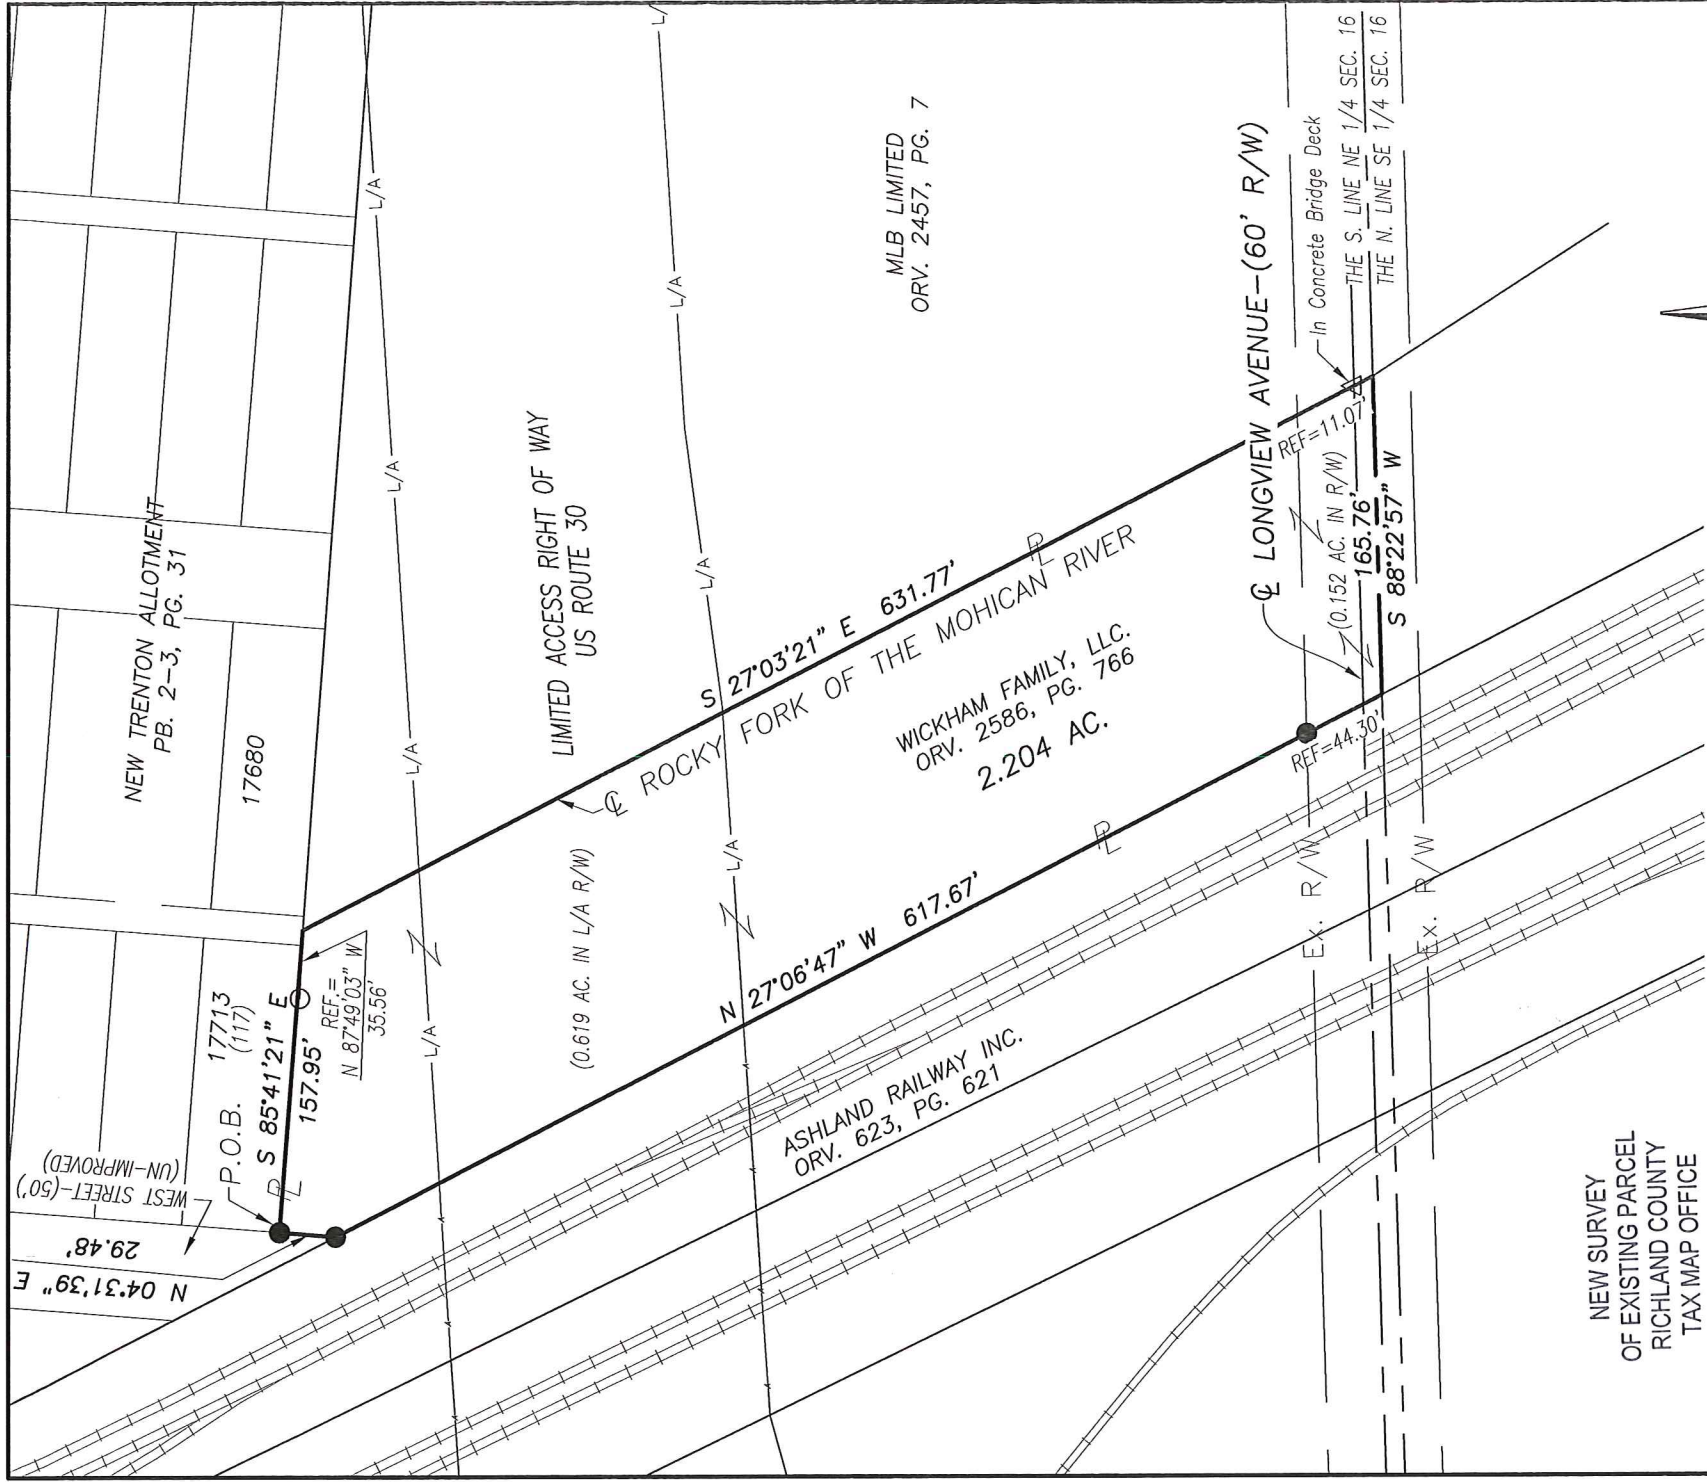 NEW TRENTON ALLOTMENT
PB. 2-3, PG. 31
17680
17713
(117)
WEST STREET-(50')
(UN-IMPROVED)
P.O.B.
S 85°41'21" E
157.95'
REF.=
N 87°49'03" W
35.56'
N 04°31'39" E
29.48'
PL
L/A
L/A
L/A
L/A
L/A
L/A
L/A
L/A
L/A
L/A
LIMITED ACCESS RIGHT OF WAY
US ROUTE 30
(0.619 AC. IN L/A R/W)
MLB LIMITED
ORV. 2457, PG. 7
S 27°03'21" E 631.77'
CL ROCKY FORK OF THE MOHICAN RIVER
PL
WICKHAM FAMILY, LLC.
ORV. 2586, PG. 766
2.204 AC.
N 27°06'47" W 617.67'
PL
ASHLAND RAILWAY INC.
ORV. 623, PG. 621
CL LONGVIEW AVENUE-(60' R/W)
In Concrete Bridge Deck
THE S. LINE NE 1/4 SEC. 16
THE N. LINE SE 1/4 SEC. 16
REF=11.07'
(0.152 AC. IN R/W)
165.76'
S 88°22'57" W
REF=44.30'
Ex. R/W
Ex. R/W
NEW SURVEY
OF EXISTING PARCEL
RICHLAND COUNTY
TAX MAP OFFICE